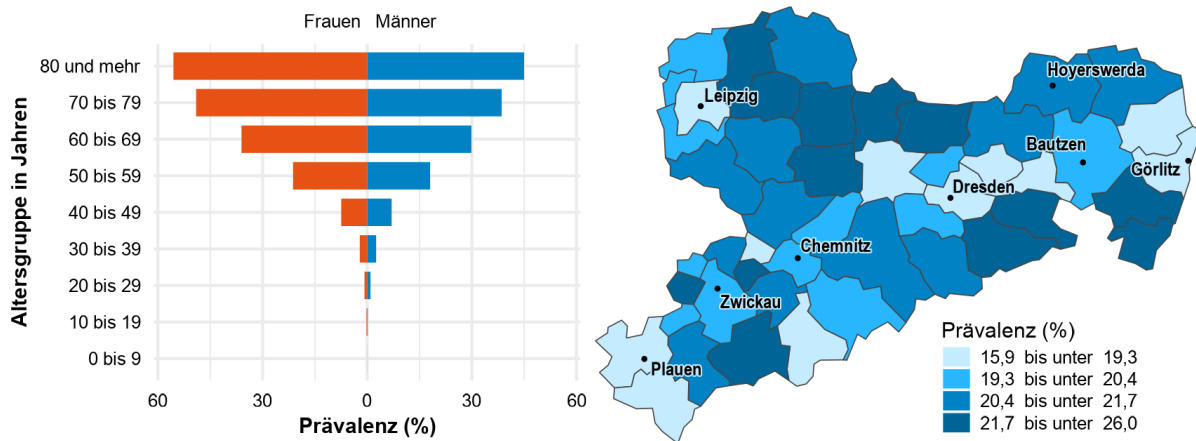 Frauen Männer
Altersgruppe in Jahren
80 und mehr
70 bis 79
60 bis 69
50 bis 59
40 bis 49
30 bis 39
20 bis 29
10 bis 19
0 bis 9
60 30 0 30 60
Prävalenz (%)
Hoyerswerda
Leipzig
Bautzen
Görlitz
Dresden
Chemnitz
Zwickau
Plauen
Prävalenz (%)
15,9 bis unter 19,3
19,3 bis unter 20,4
20,4 bis unter 21,7
21,7 bis unter 26,0